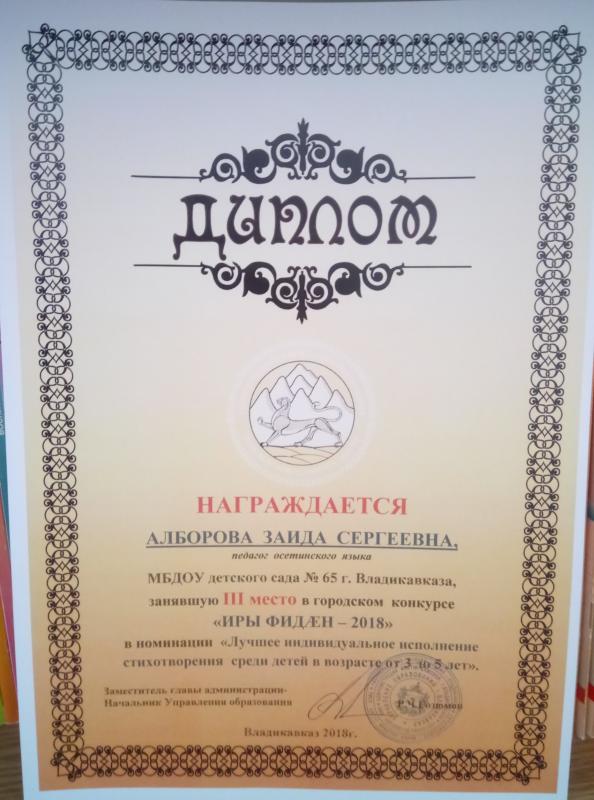 ДИПЛОМ
НАГРАЖДАЕТСЯ
АЛБОРОВА ЗАИДА СЕРГЕЕВНА,
педагог осетинского языка
МБДОУ детского сада № 65 г. Владикавказа,
занявшую III место в городском конкурсе
«ИРЫ ФИДÆН – 2018»
в номинации «Лучшее индивидуальное исполнение
стихотворения среди детей в возрасте от 3 до 5 лет».
Заместитель главы администрации-
Начальник Управления образования
Владикавказ 2018г.